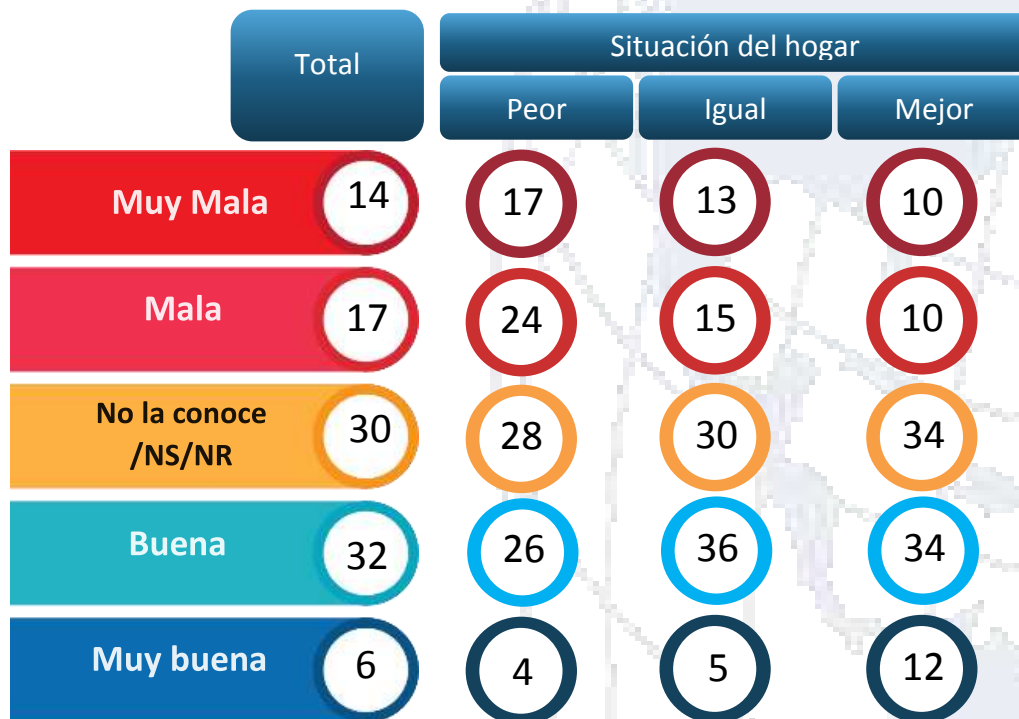 Total
Situación del hogar
Peor Igual Mejor
Muy Mala 14 17 13 10
Mala 17 24 15 10
No la conoce
/NS/NR 30 28 30 34
Buena 32 26 36 34
Muy buena 6 4 5 12